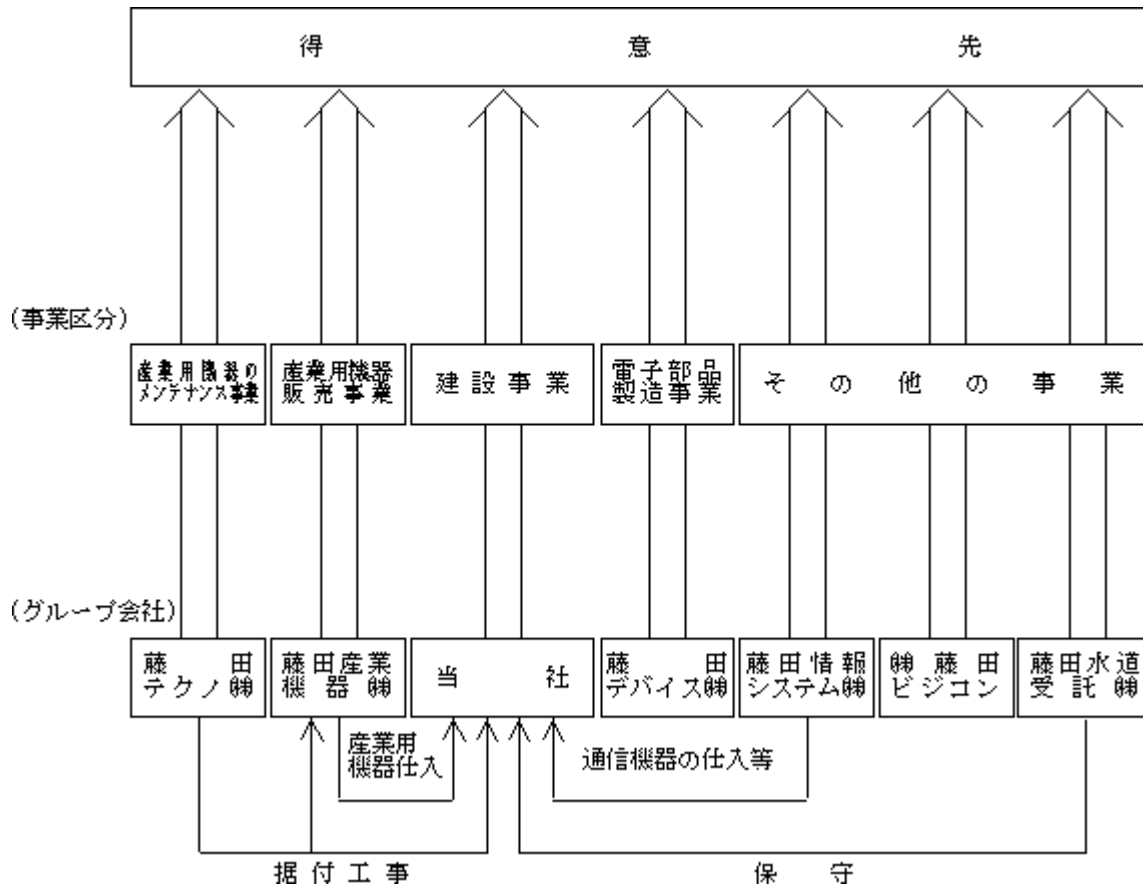 得意先
(事業区分)
産業用機器の
メンテナンス事業
産業用機器
販売事業
建設事業
電子部品
製造事業
その他の事業
(グループ会社)
藤田
テクノ㈱
藤田産業
機器㈱
当社
藤田
デバイス㈱
藤田情報
システム㈱
㈱藤田
ビジコン
藤田水道
受託㈱
産業用
機器仕入
通信機器の仕入等
据付工事
保守